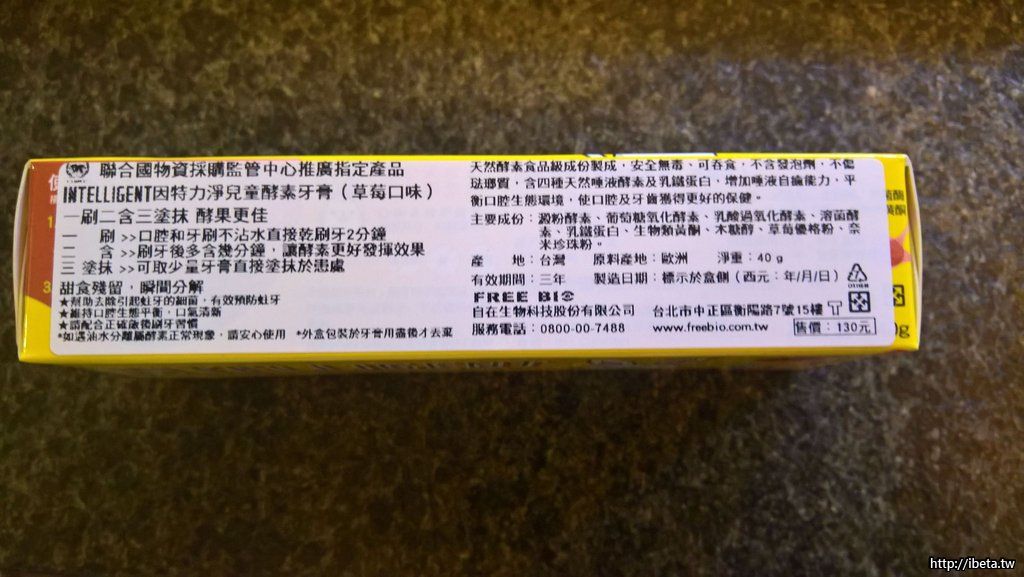 聯合國物資採購監管中心推廣指定產品
INTELLIGENT因特力淨兒童酵素牙膏（草莓口味）
一刷二含三塗抹 酵果更佳
一　刷>>口腔和牙刷不沾水直接乾刷牙2分鐘
二　含>>刷牙後多含幾分鐘，讓酵素更好發揮效果
三 塗抹>>可取少量牙膏直接塗抹於患處
甜食殘留，瞬間分解
★幫助去除引起蛀牙的細菌，有效預防蛀牙
★維持口腔生態平衡，口氣清新
★請配合正確做後刷牙習慣
*如遇油水分離屬酵素正常現象，請安心使用 *外盒包裝於牙膏用盡後才去棄
天然酵素食品級成份製成，安全無毒、可吞食，不含發泡劑，不傷
琺瑯質，含四種天然唾液酵素及乳鐵蛋白，增加唾液自擒能力，平
衡口腔生態環境，使口腔及牙齒獲得更好的保健。
主要成份：澱粉酵素、葡萄糖氧化酵素、乳酸過氧化酵素、溶菌酵
素、乳鐵蛋白、生物類黃酮、木糖醇、草莓優格粉、奈
米珍珠粉。
產　地：台灣　原料產地：歐洲　淨重：40g
有效期間：三年　製造日期：標示於盒側（西元：年/月/日）
FREE BIO
自在生物科技股份有限公司　台北市中正區衡陽路7號15樓
服務電話：0800-00-7488　www.freebio.com.tw
售價：130元
http://ibeta.tw